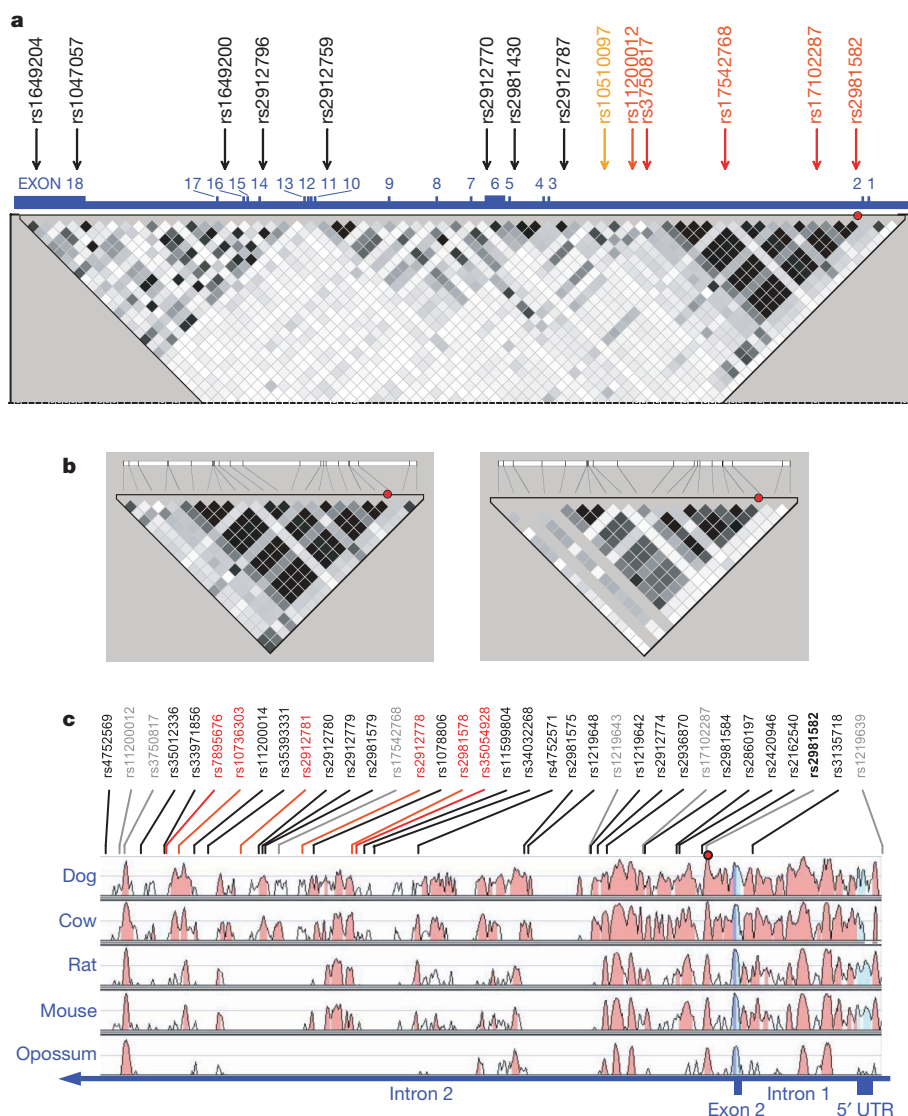 a
rs1649204
rs1047057
rs1649200
rs2912796
rs2912759
rs2912770
rs2981430
rs2912787
rs10510097
rs11200012
rs3750817
rs17542768
rs17102287
rs2981582
EXON 18
17
16
15
14
13
12
11
10
9
8
7
6
5
4
3
2
1
b
c
rs4752569
rs11200012
rs3750817
rs35012336
rs33971856
rs7895676
rs10736303
rs11200014
rs35393331
rs2912781
rs2912780
rs2912779
rs2981579
rs17542768
rs2912778
rs10788806
rs2981578
rs35054928
rs11599804
rs34032268
rs4752571
rs2981575
rs1219648
rs1219643
rs1219642
rs2912774
rs2936870
rs17102287
rs2981584
rs2860197
rs2420946
rs2162540
rs2981582
rs3135718
rs1219639
Dog
Cow
Rat
Mouse
Opossum
Intron 2
Exon 2
Intron 1
5′ UTR